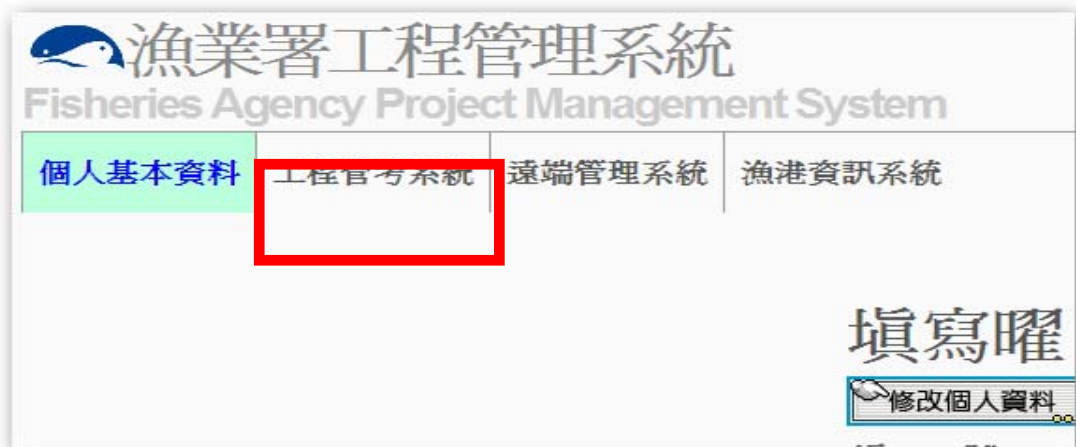 漁業署工程管理系統
Fisheries Agency Project Management System
個人基本資料 工程管考系統 遠端管理系統 漁港資訊系統
填寫曜
修改個人資料